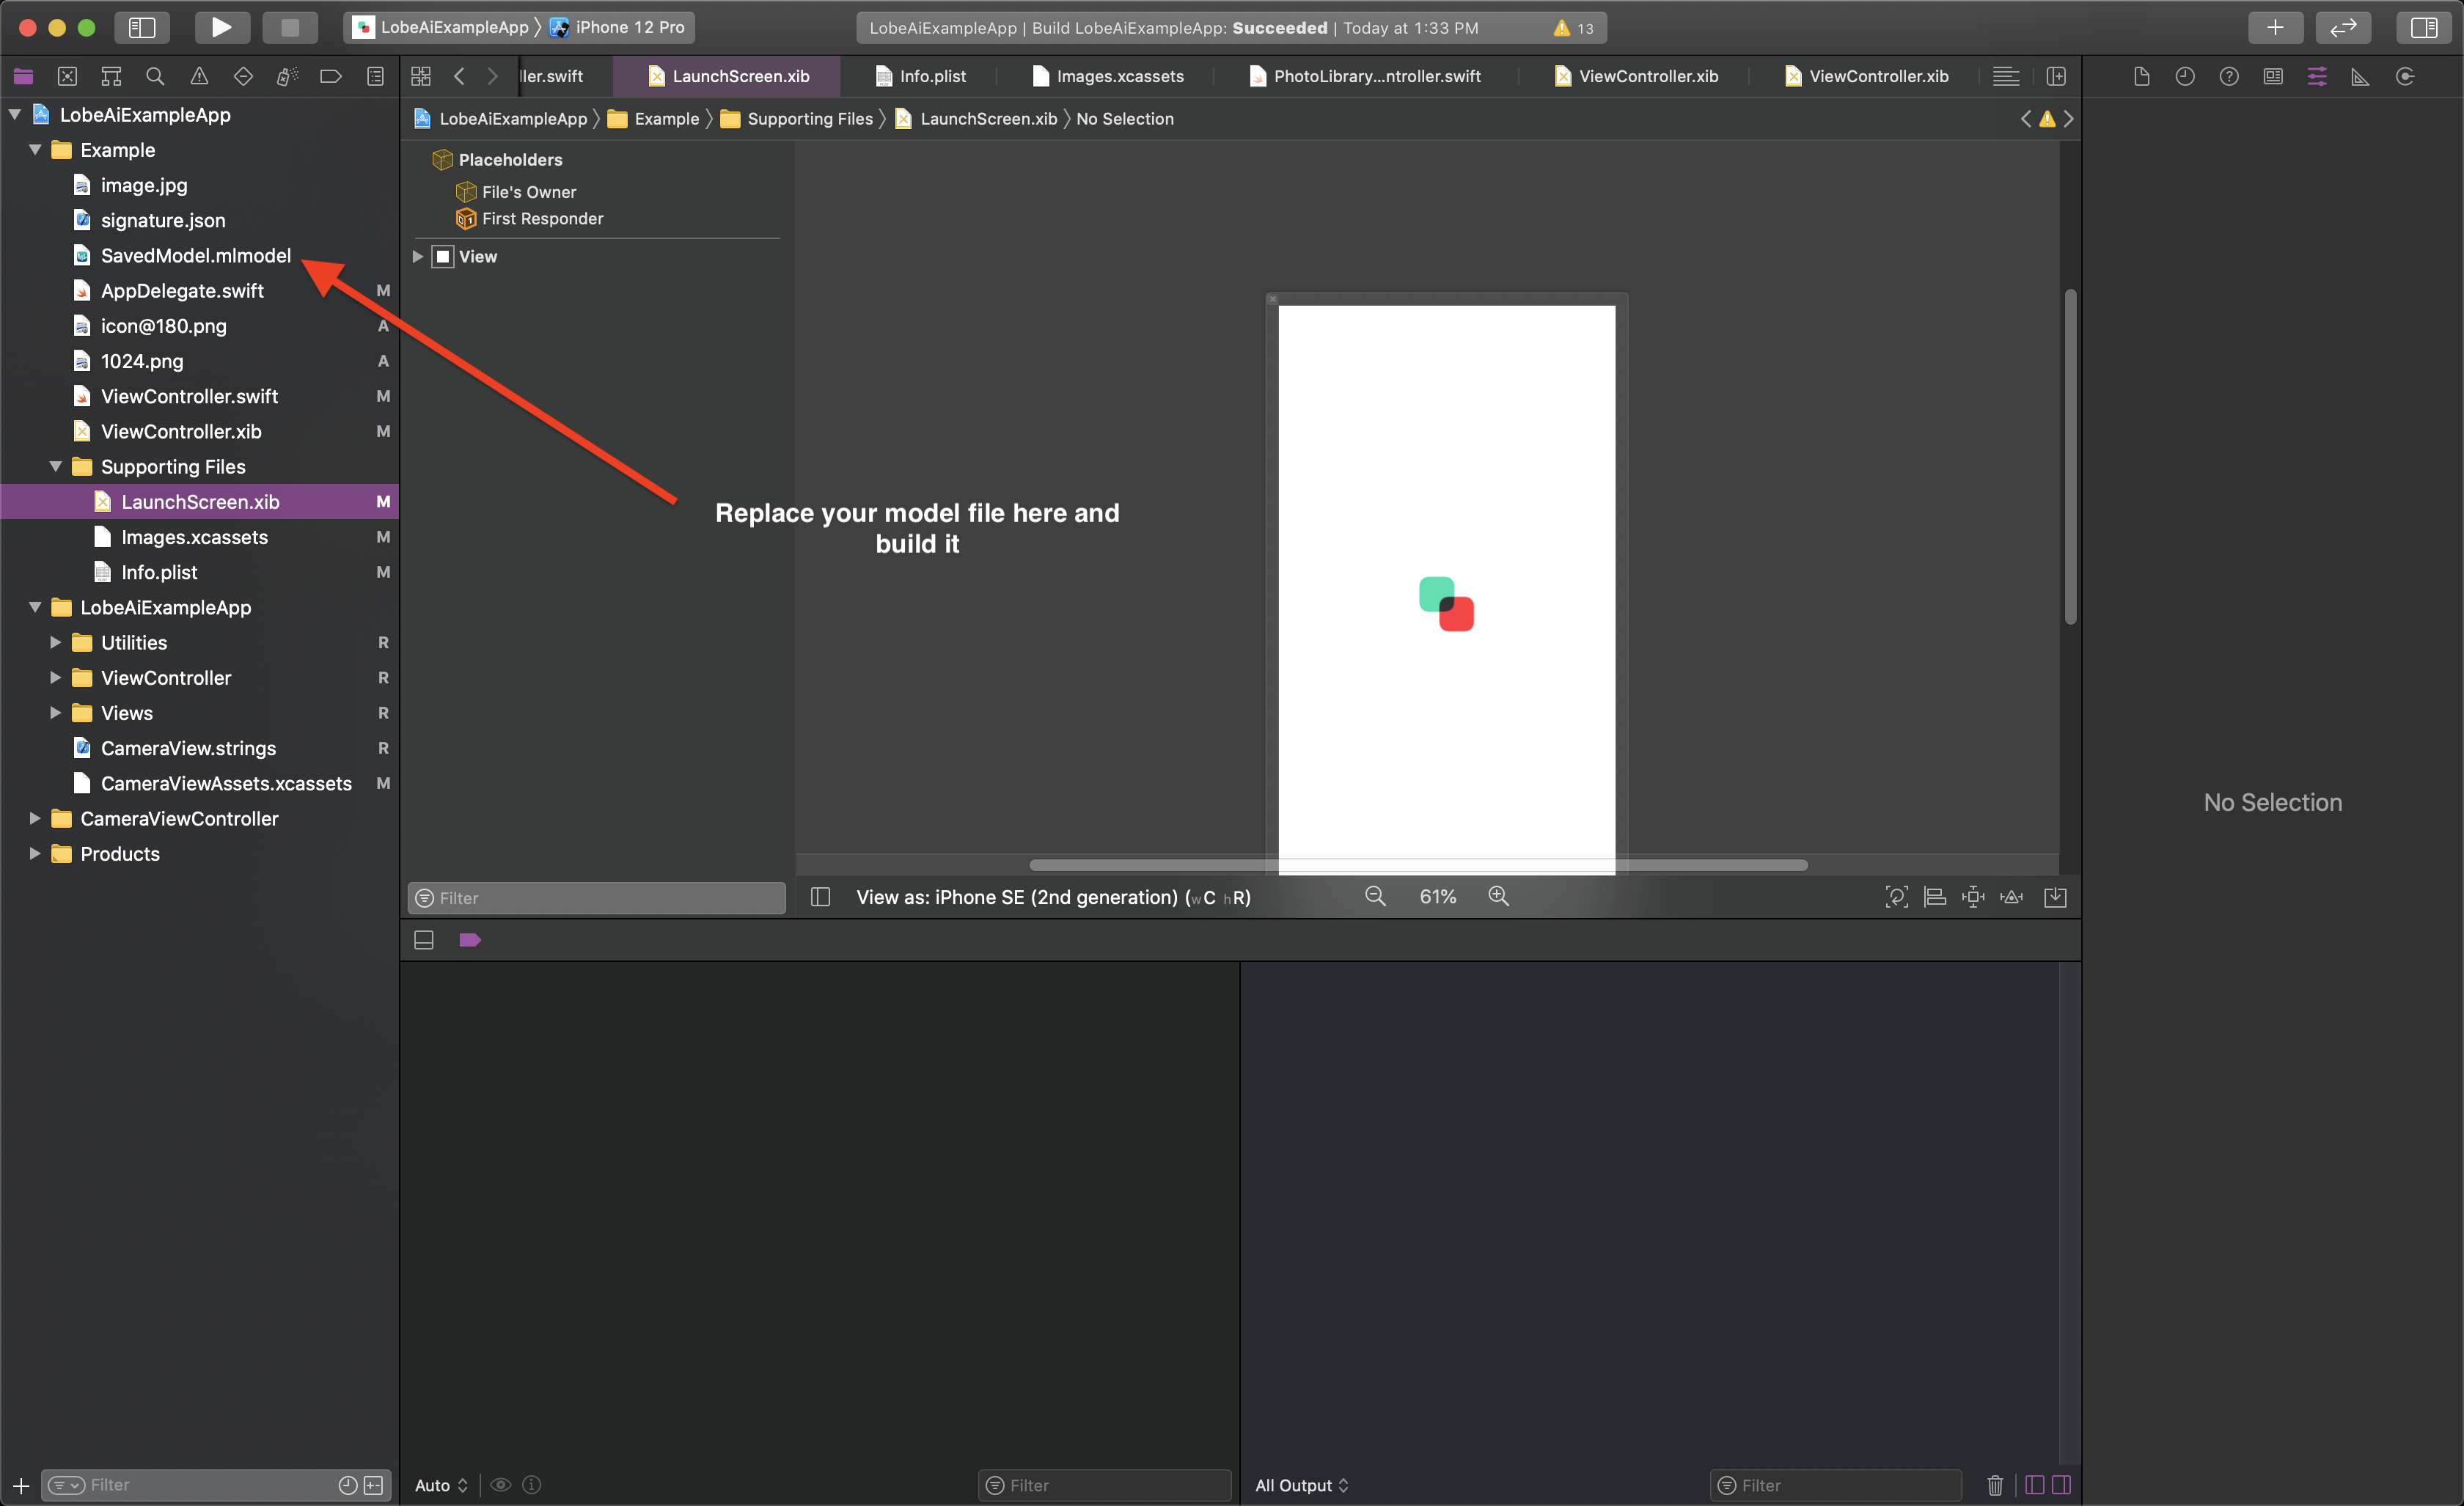 LobeAiExampleApp 〉 iPhone 12 Pro
LobeAiExampleApp | Build LobeAiExampleApp: Succeeded | Today at 1:33 PM
13
ller.swift
LaunchScreen.xib
Info.plist
Images.xcassets
PhotoLibrary...ntroller.swift
ViewController.xib
ViewController.xib
LobeAiExampleApp
Example
image.jpg
signature.json
SavedModel.mlmodel
AppDelegate.swift M
icon@180.png A
1024.png A
ViewController.swift M
ViewController.xib M
Supporting Files
LaunchScreen.xib M
Images.xcassets M
Info.plist M
LobeAiExampleApp
Utilities R
ViewController R
Views R
CameraView.strings R
CameraViewAssets.xcassets M
CameraViewController
Products
Filter
LobeAiExampleApp 〉 Example 〉 Supporting Files 〉 LaunchScreen.xib 〉 No Selection
Placeholders
File's Owner
First Responder
View
Replace your model file here and
build it
Filter
View as: iPhone SE (2nd generation) (wC hR)
61%
No Selection
Auto
Filter
All Output
Filter